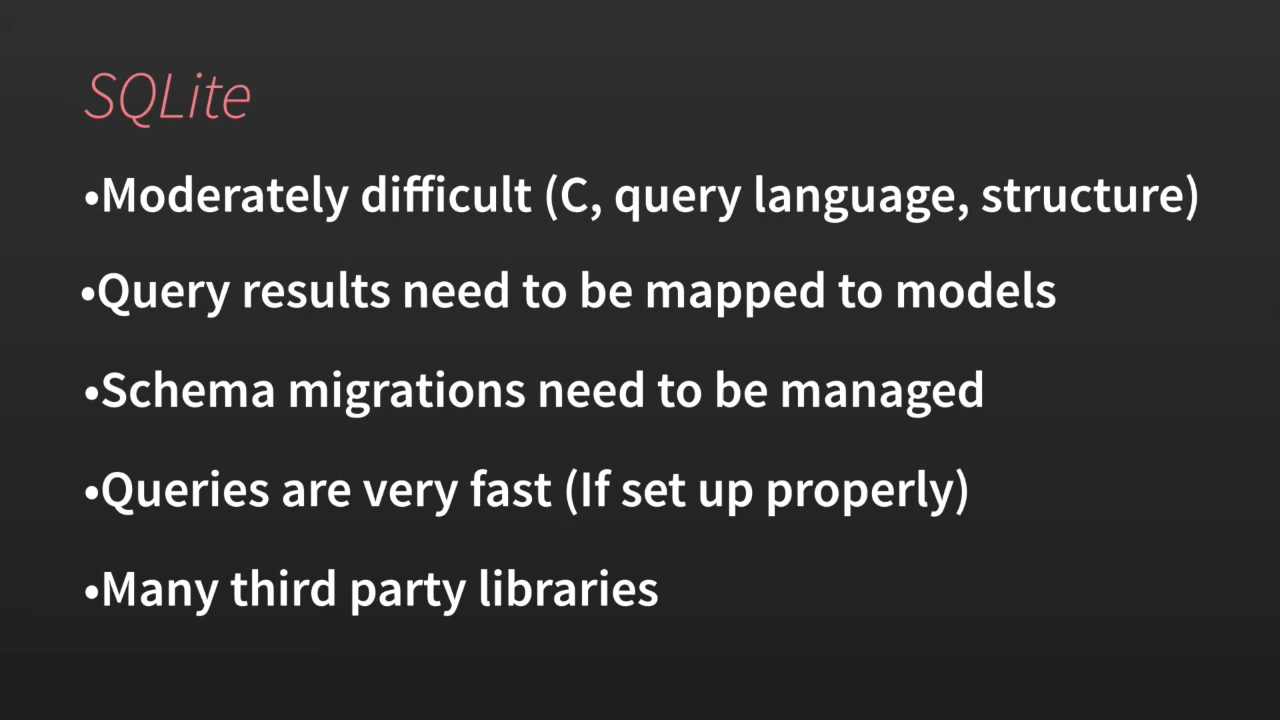 SQLite
•Moderately difficult (C, query language, structure)
•Query results need to be mapped to models
•Schema migrations need to be managed
•Queries are very fast (If set up properly)
•Many third party libraries